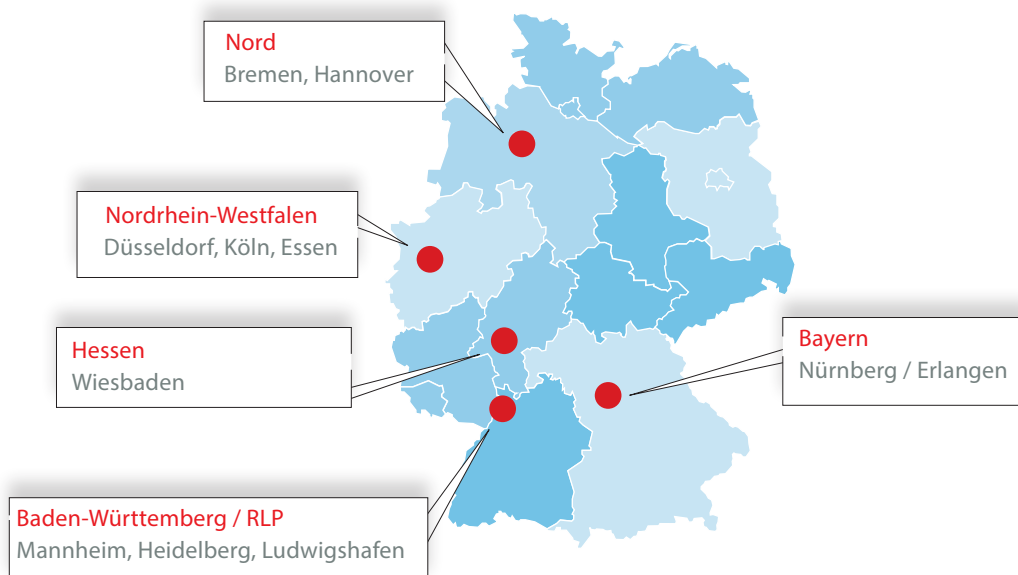 Nord
Bremen, Hannover
Nordrhein-Westfalen
Düsseldorf, Köln, Essen
Hessen
Wiesbaden
Bayern
Nürnberg / Erlangen
Baden-Württemberg / RLP
Mannheim, Heidelberg, Ludwigshafen